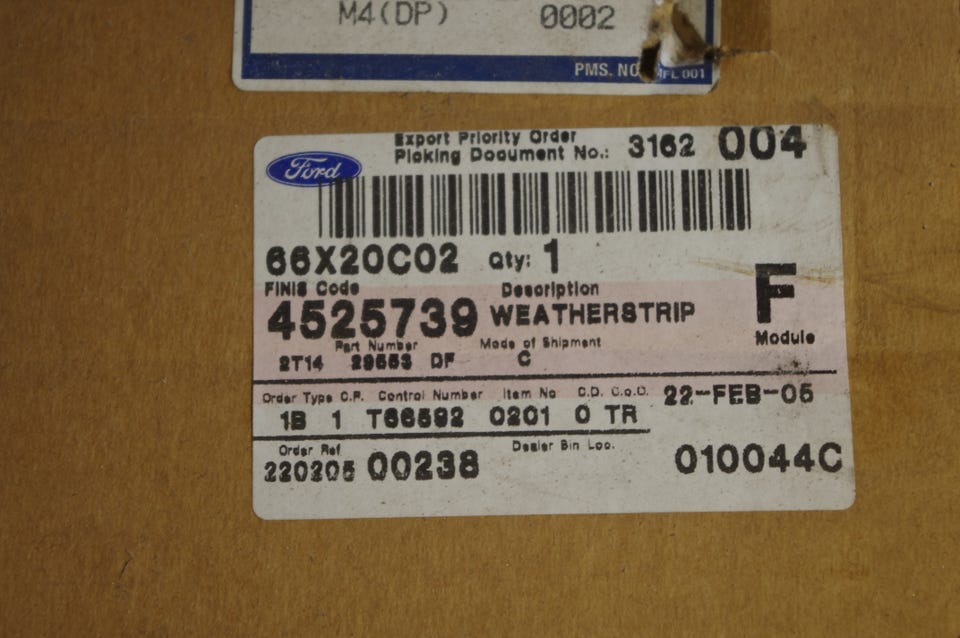 M4(DP) 0002
PMS. NO MFL 001
Export Priority Order
Picking Document No.: 3162 004
Ford
66X20C02 Qty: 1
FINIS Code Description
4525739 WEATHERSTRIP F
Part Number Mode of Shipment Module
2T14 29553 DF C
Order Type C.P. Control Number Item No C.D. C.o.D. 22-FEB-05
1B 1 T66592 0201 0 TR
Order Ref Dealer Bin Loc.
220205 00238 010044C